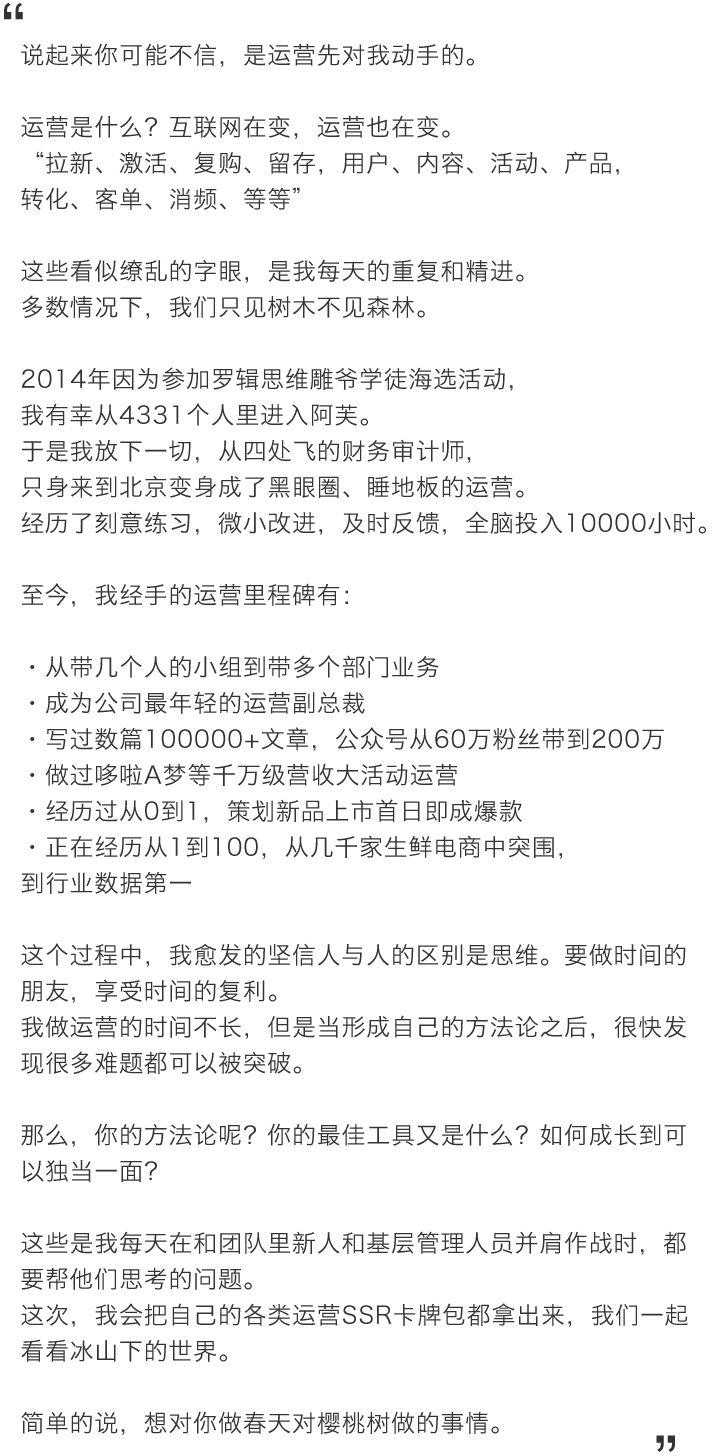 “
说起来你可能不信，是运营先对我动手的。
运营是什么？互联网在变，运营也在变。
“拉新、激活、复购、留存，用户、内容、活动、产品，
转化、客单、消频、等等”
这些看似缭乱的字眼，是我每天的重复和精进。
多数情况下，我们只见树木不见森林。
2014年因为参加罗辑思维雕爷学徒海选活动，
我有幸从4331个人里进入阿芙。
于是我放下一切，从四处飞的财务审计师，
只身来到北京变身成了黑眼圈、睡地板的运营。
经历了刻意练习，微小改进，及时反馈，全脑投入10000小时。
至今，我经手的运营里程碑有：
·从带几个人的小组到带多个部门业务
·成为公司最年轻的运营副总裁
·写过数篇100000+文章，公众号从60万粉丝带到200万
·做过哆啦A梦等千万级营收大活动运营
·经历过从0到1，策划新品上市首日即成爆款
·正在经历从1到100，从几千家生鲜电商中突围，
到行业数据第一
这个过程中，我愈发的坚信人与人的区别是思维。要做时间的
朋友，享受时间的复利。
我做运营的时间不长，但是当形成自己的方法论之后，很快发
现很多难题都可以被突破。
那么，你的方法论呢？你的最佳工具又是什么？如何成长到可
以独当一面？
这些是我每天在和团队里新人和基层管理人员并肩作战时，都
要帮他们思考的问题。
这次，我会把自己的各类运营SSR卡牌包都拿出来，我们一起
看看冰山下的世界。
简单的说，想对你做春天对樱桃树做的事情。
”